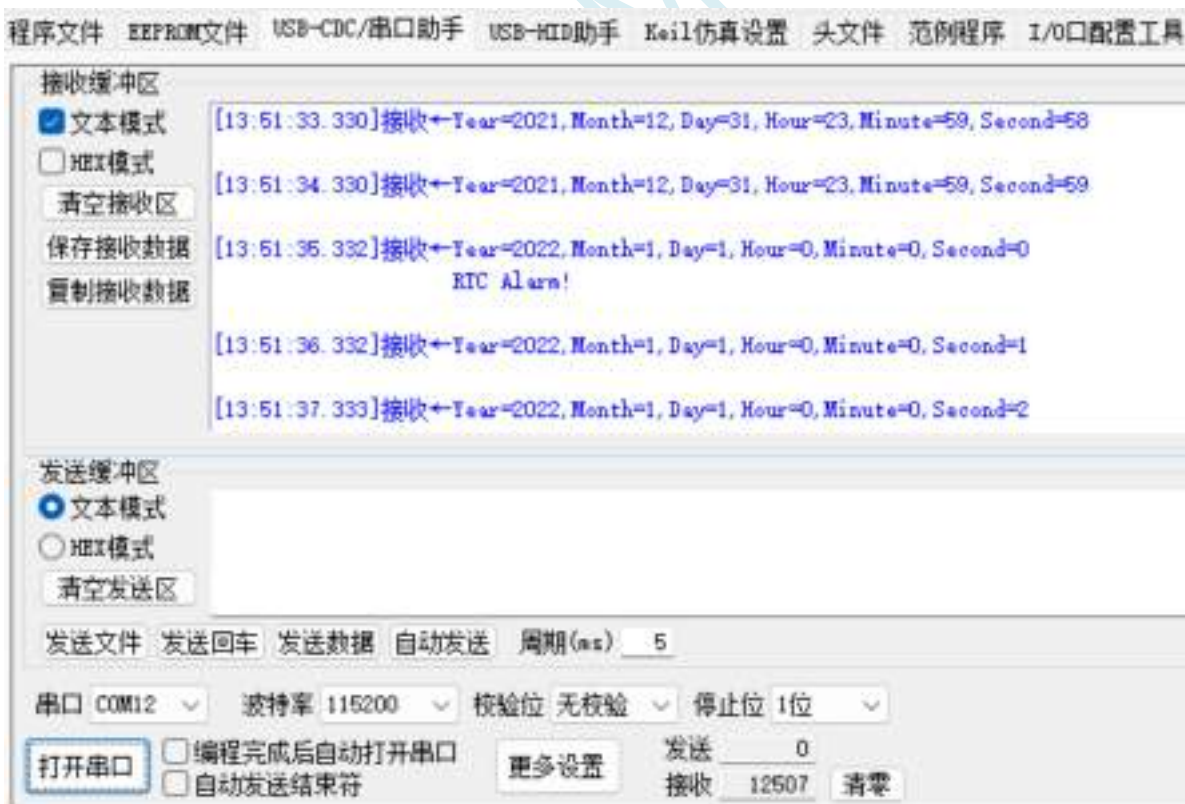 程序文件 EEPROM文件 USB-CDC/串口助手 USB-HID助手 Keil仿真设置 头文件 范例程序 I/O口配置工具
接收缓冲区
文本模式
HEX模式
清空接收区
保存接收数据
复制接收数据
[13:51:33.330]接收←Year=2021,Month=12,Day=31,Hour=23,Minute=59,Second=58
[13:51:34.330]接收←Year=2021,Month=12,Day=31,Hour=23,Minute=59,Second=59
[13:51:35.332]接收←Year=2022,Month=1,Day=1,Hour=0,Minute=0,Second=0
RTC Alarm!
[13:51:36.332]接收←Year=2022,Month=1,Day=1,Hour=0,Minute=0,Second=1
[13:51:37.333]接收←Year=2022,Month=1,Day=1,Hour=0,Minute=0,Second=2
发送缓冲区
文本模式
HEX模式
清空发送区
发送文件 发送回车 发送数据 自动发送 周期(ms) 5
串口 COM12 波特率 115200 校验位 无校验 停止位 1位
打开串口 编程完成后自动打开串口 更多设置 发送 0
自动发送结束符 接收 12507 清零